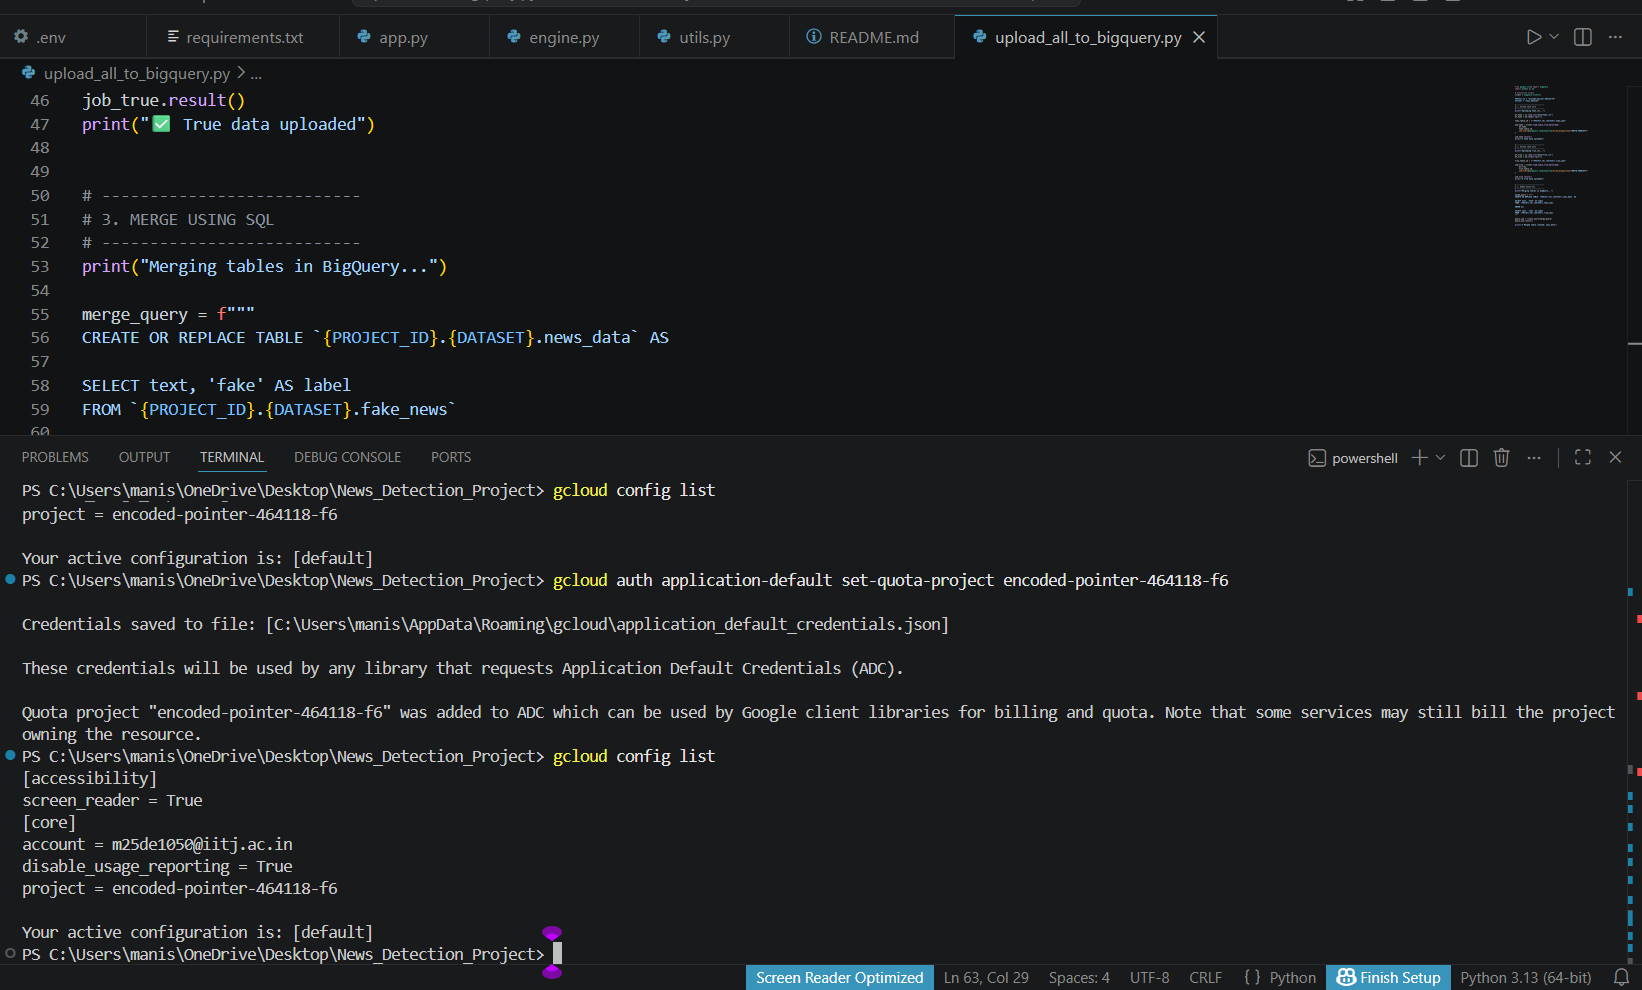 .env
requirements.txt
app.py
engine.py
utils.py
README.md
upload_all_to_bigquery.py
upload_all_to_bigquery.py > ...
46 job_true.result()
47 print("✅ True data uploaded")
48
49
50 # ----------------------------
51 # 3. MERGE USING SQL
52 # ----------------------------
53 print("Merging tables in BigQuery...")
54
55 merge_query = f"""
56 CREATE OR REPLACE TABLE `{PROJECT_ID}.{DATASET}.news_data` AS
57
58 SELECT text, 'fake' AS label
59 FROM `{PROJECT_ID}.{DATASET}.fake_news`
60
PROBLEMS OUTPUT TERMINAL DEBUG CONSOLE PORTS
powershell
PS C:\Users\manis\OneDrive\Desktop\News_Detection_Project> gcloud config list
project = encoded-pointer-464118-f6
Your active configuration is: [default]
PS C:\Users\manis\OneDrive\Desktop\News_Detection_Project> gcloud auth application-default set-quota-project encoded-pointer-464118-f6
Credentials saved to file: [C:\Users\manis\AppData\Roaming\gcloud\application_default_credentials.json]
These credentials will be used by any library that requests Application Default Credentials (ADC).
Quota project "encoded-pointer-464118-f6" was added to ADC which can be used by Google client libraries for billing and quota. Note that some services may still bill the project
owning the resource.
PS C:\Users\manis\OneDrive\Desktop\News_Detection_Project> gcloud config list
[accessibility]
screen_reader = True
[core]
account = m25de1050@iitj.ac.in
disable_usage_reporting = True
project = encoded-pointer-464118-f6
Your active configuration is: [default]
PS C:\Users\manis\OneDrive\Desktop\News_Detection_Project>
Screen Reader Optimized Ln 63, Col 29 Spaces: 4 UTF-8 CRLF { } Python Finish Setup Python 3.13 (64-bit)